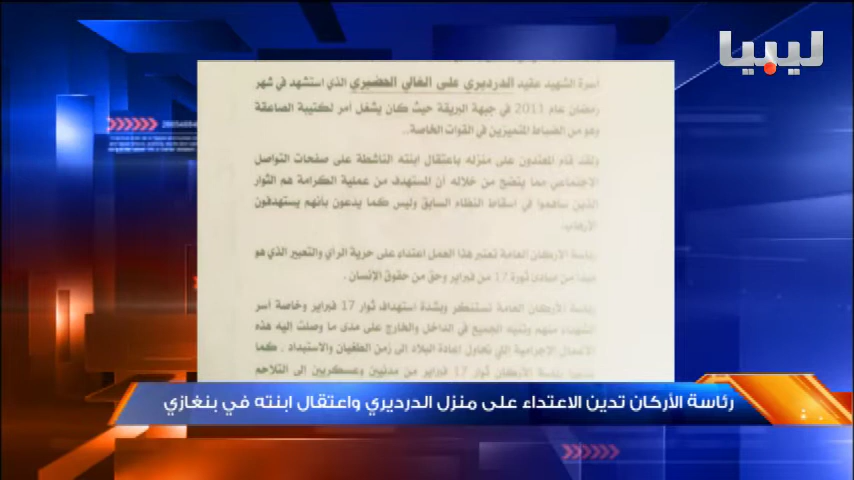 ليبيا
أسرة الشهيد عقيد الدرديري على الغالي الحضيري الذي استشهد في شهر
رمضان عام 2011 في جبهة البريقة حيث كان يشغل آمر لكتيبة الصاعقة
وهو من الضباط المتميزين في القوات الخاصة..
ولقد قام المعتدون على منزله باعتقال ابنته الناشطة على صفحات التواصل
الاجتماعي مما يتضح من خلاله أن المستهدف من عملية الكرامة هم الثوار
الذين ساهموا في اسقاط النظام السابق وليس كما يدعون بأنهم يستهدفون
الإرهاب.
رئاسة الأركان العامة تعتبر هذا العمل اعتداء على حرية الرأي والتعبير الذي هو
مبدأ من مبادئ ثورة 17 من فبراير وحق من حقوق الإنسان .
رئاسة الأركان العامة تستنكر وبشدة استهداف ثوار 17 فبراير وخاصة أسر
الشهداء منهم وتنبه الجميع في الداخل والخارج على مدى ما وصلت إليه هذه
الأعمال الإجرامية التي تحاول إعادة البلاد الى زمن الطغيان والاستبداد . كما
رئاسة الأركان ثوار 17 فبراير من مدنيين وعسكريين إلى التلاحم
رئاسة الأركان تدين الاعتداء على منزل الدرديري واعتقال ابنته في بنغازي